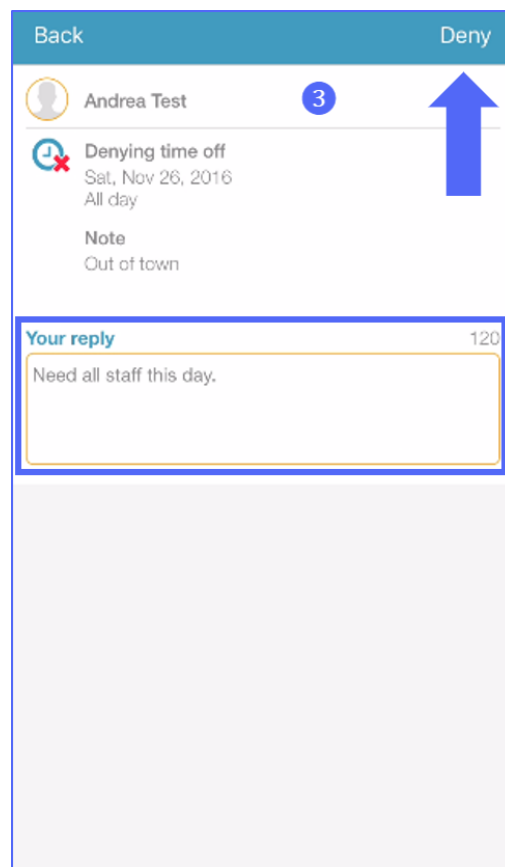 Back Deny
Andrea Test 3
Denying time off
Sat, Nov 26, 2016
All day
Note
Out of town
Your reply 120
Need all staff this day.